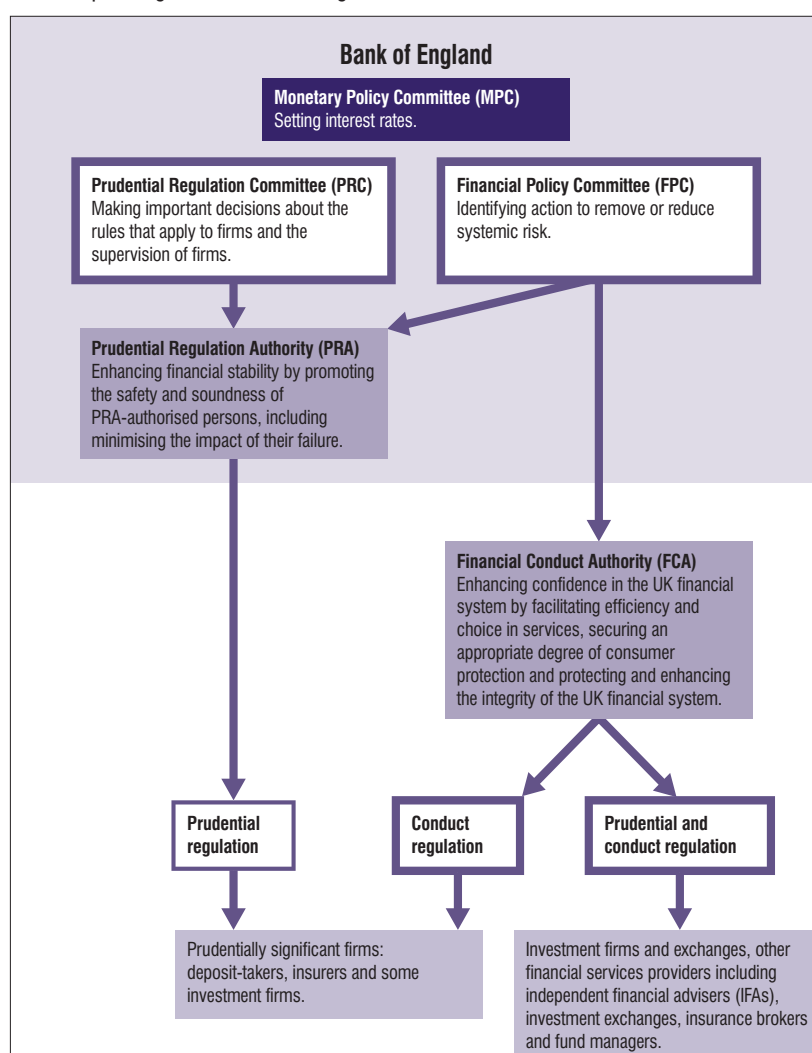 Bank of England
Monetary Policy Committee (MPC)
Setting interest rates.
Prudential Regulation Committee (PRC)
Making important decisions about the
rules that apply to firms and the
supervision of firms.
Financial Policy Committee (FPC)
Identifying action to remove or reduce
systemic risk.
Prudential Regulation Authority (PRA)
Enhancing financial stability by promoting
the safety and soundness of
PRA-authorised persons, including
minimising the impact of their failure.
Financial Conduct Authority (FCA)
Enhancing confidence in the UK financial
system by facilitating efficiency and
choice in services, securing an
appropriate degree of consumer
protection and protecting and enhancing
the integrity of the UK financial system.
Prudential
regulation
Conduct
regulation
Prudential and
conduct regulation
Prudentially significant firms:
deposit-takers, insurers and some
investment firms.
Investment firms and exchanges, other
financial services providers including
independent financial advisers (IFAs),
investment exchanges, insurance brokers
and fund managers.